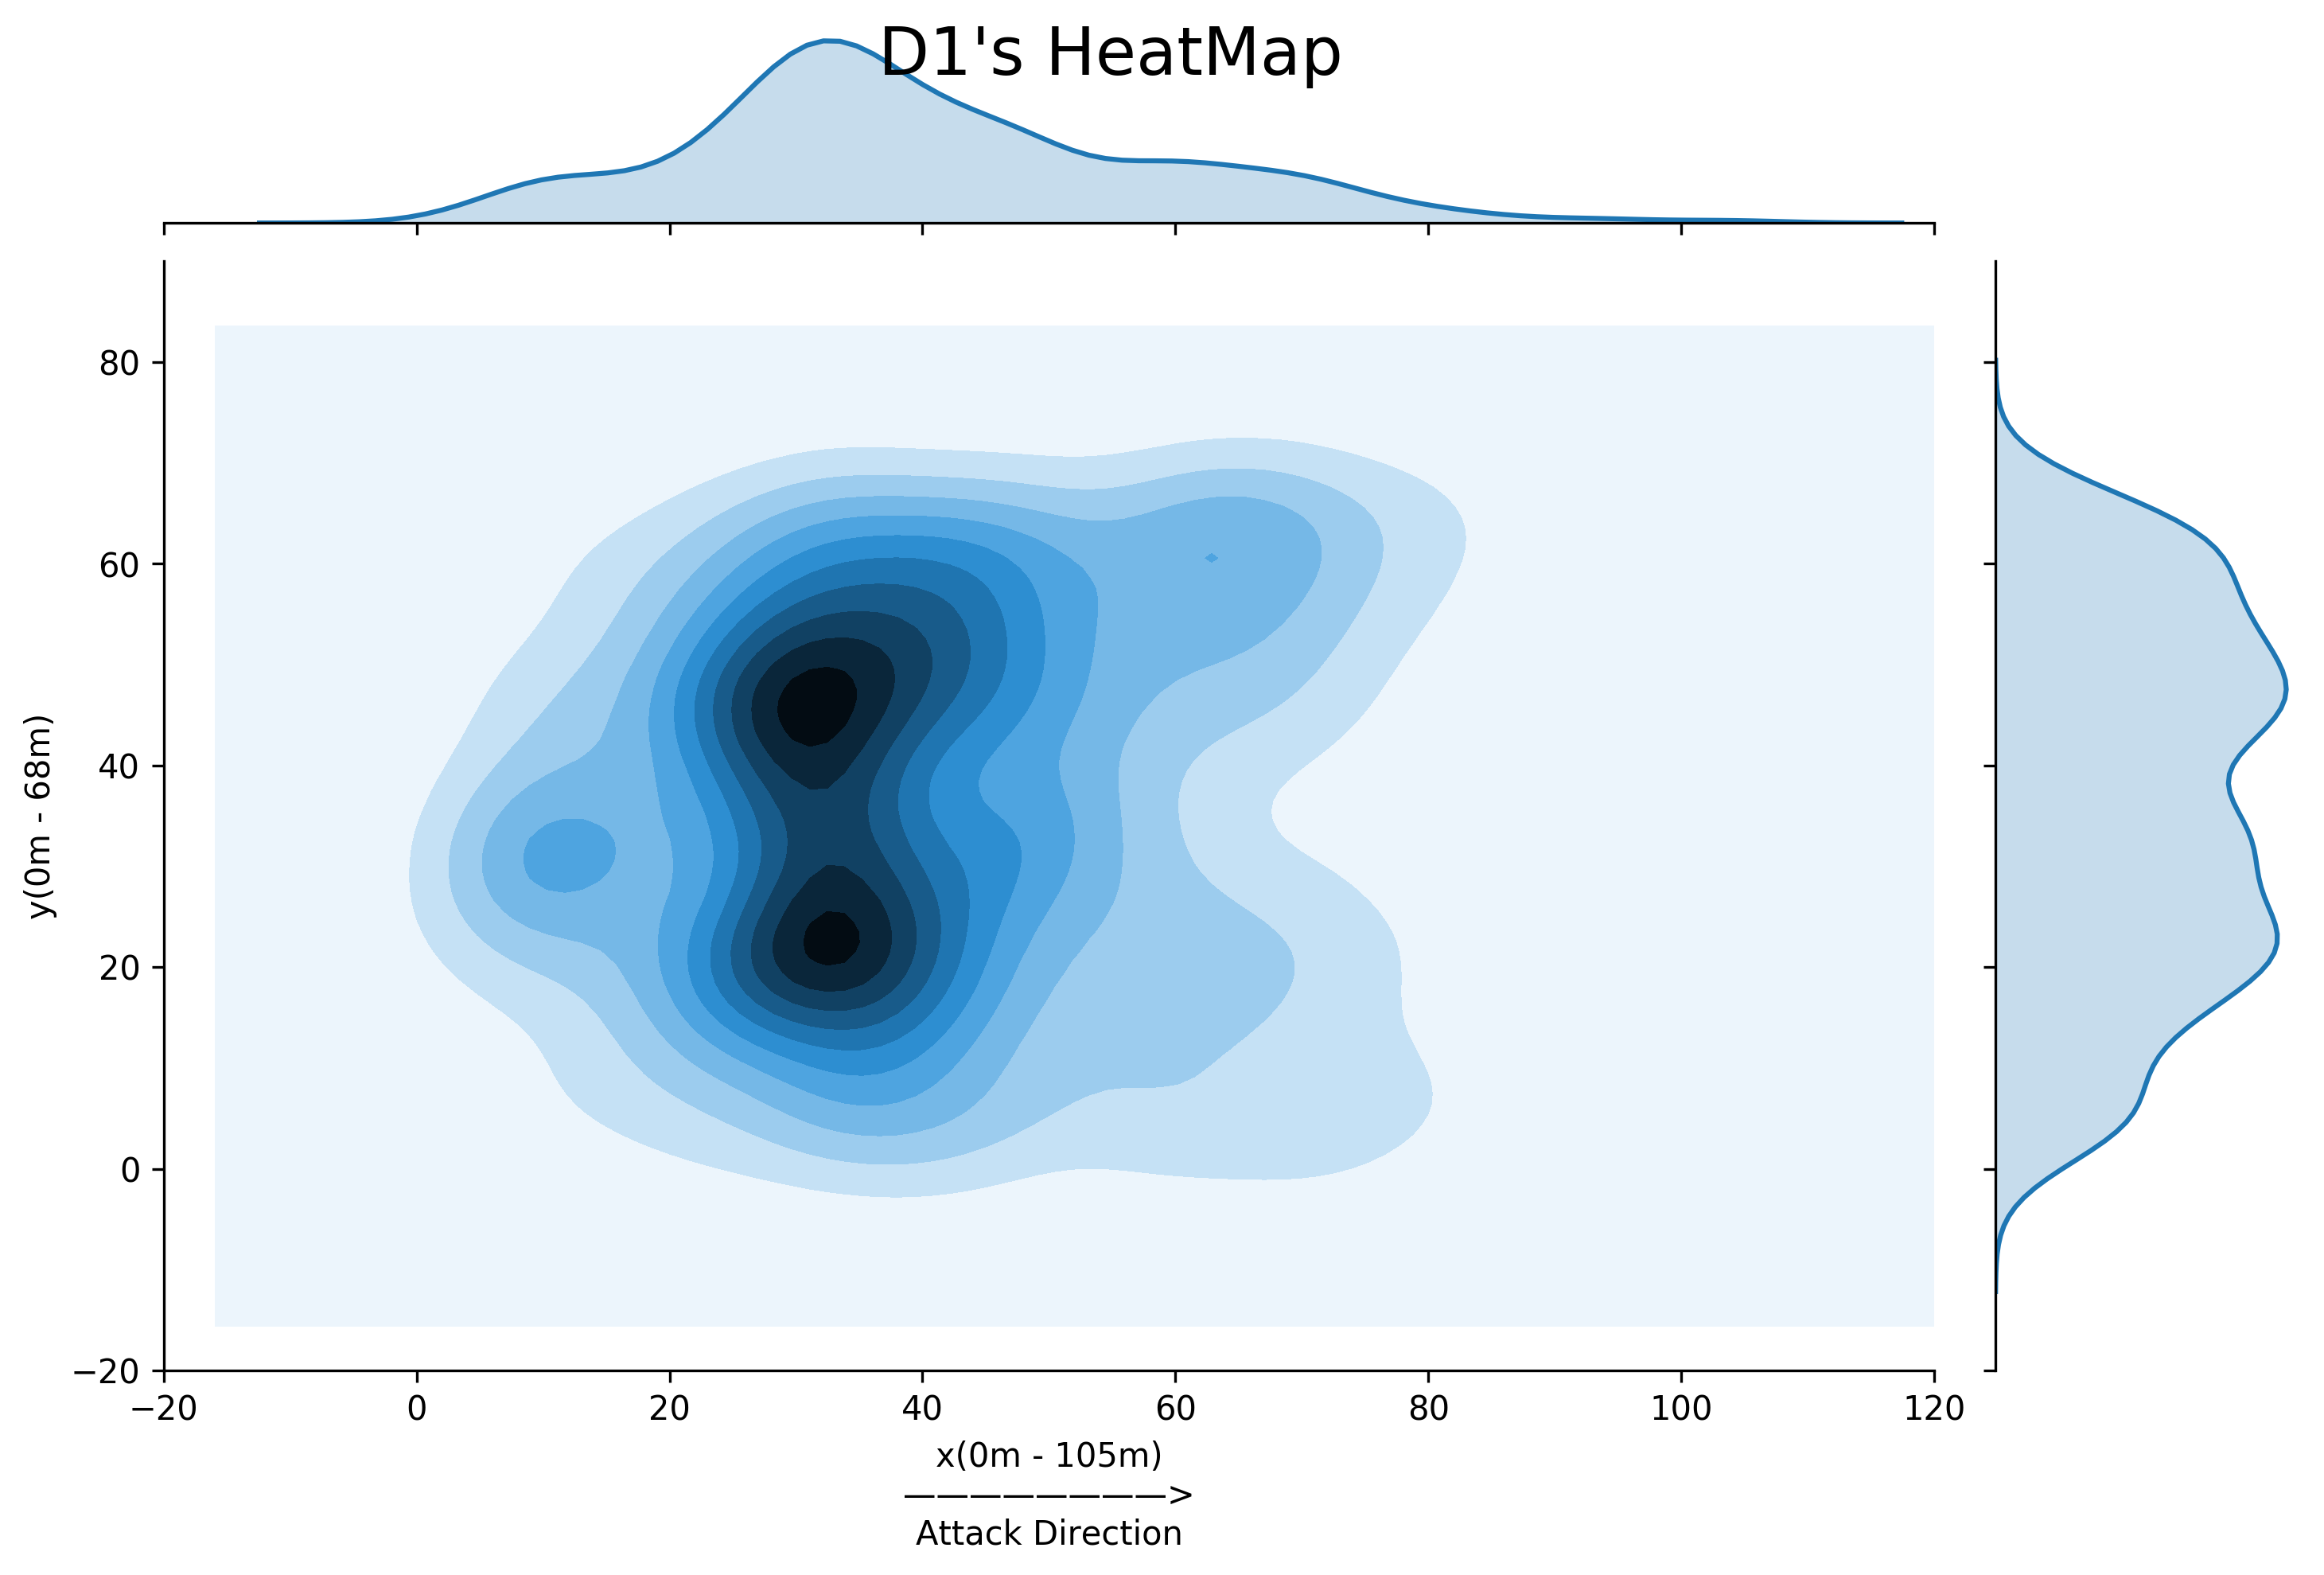 D1's HeatMap
80
60
40
20
0
−20
y(0m - 68m)
−20 0 20 40 60 80 100 120
x(0m - 105m)
————————>
Attack Direction